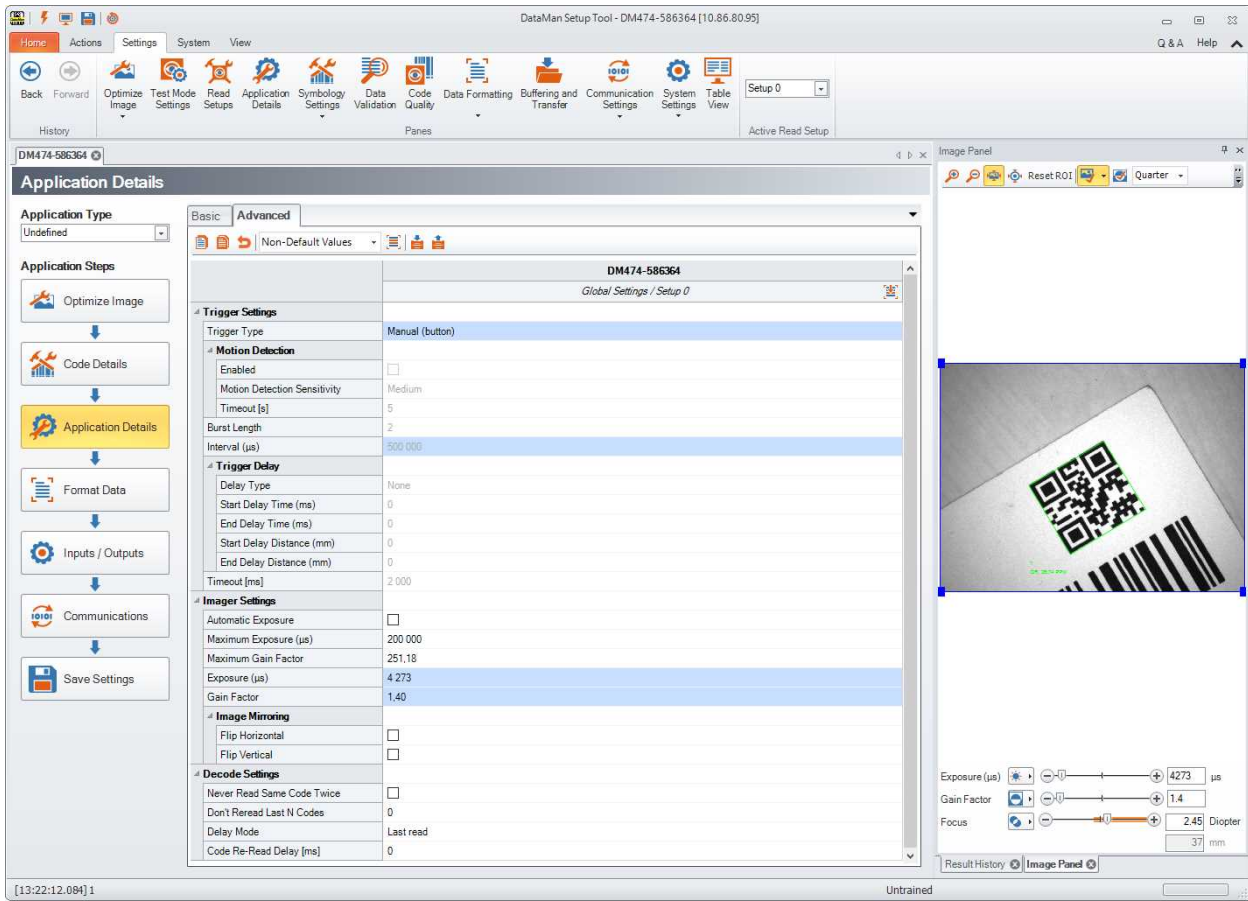 DataMan Setup Tool - DM474-586364 [10.86.80.95]
Home Actions Settings System View Q & A Help
Back Forward Optimize Image Test Mode Settings Read Setups Application Details Symbology Settings Data Validation Code Quality Data Formatting Buffering and Transfer Communication Settings System Settings Table View Setup 0
History Panes Active Read Setup
DM474-586364 Image Panel
Application Details Reset ROI Quarter
Application Type
Undefined
Application Steps
Optimize Image
Code Details
Application Details
Format Data
Inputs / Outputs
Communications
Save Settings
Basic Advanced
Non-Default Values
DM474-586364
Global Settings / Setup 0
Trigger Settings
Trigger Type Manual (button)
Motion Detection
Enabled
Motion Detection Sensitivity Medium
Timeout [s] 5
Burst Length 2
Interval (µs) 500 000
Trigger Delay
Delay Type None
Start Delay Time (ms) 0
End Delay Time (ms) 0
Start Delay Distance (mm) 0
End Delay Distance (mm) 0
Timeout [ms] 2 000
Imager Settings
Automatic Exposure
Maximum Exposure (µs) 200 000
Maximum Gain Factor 251,18
Exposure (µs) 4 273
Gain Factor 1,40
Image Mirroring
Flip Horizontal
Flip Vertical
Decode Settings
Never Read Same Code Twice
Don't Reread Last N Codes 0
Delay Mode Last read
Code Re-Read Delay [ms] 0
Exposure (µs) 4273 µs
Gain Factor 1.4
Focus 2.45 Diopter
37 mm
Result History Image Panel
[13:22:12.084] 1 Untrained